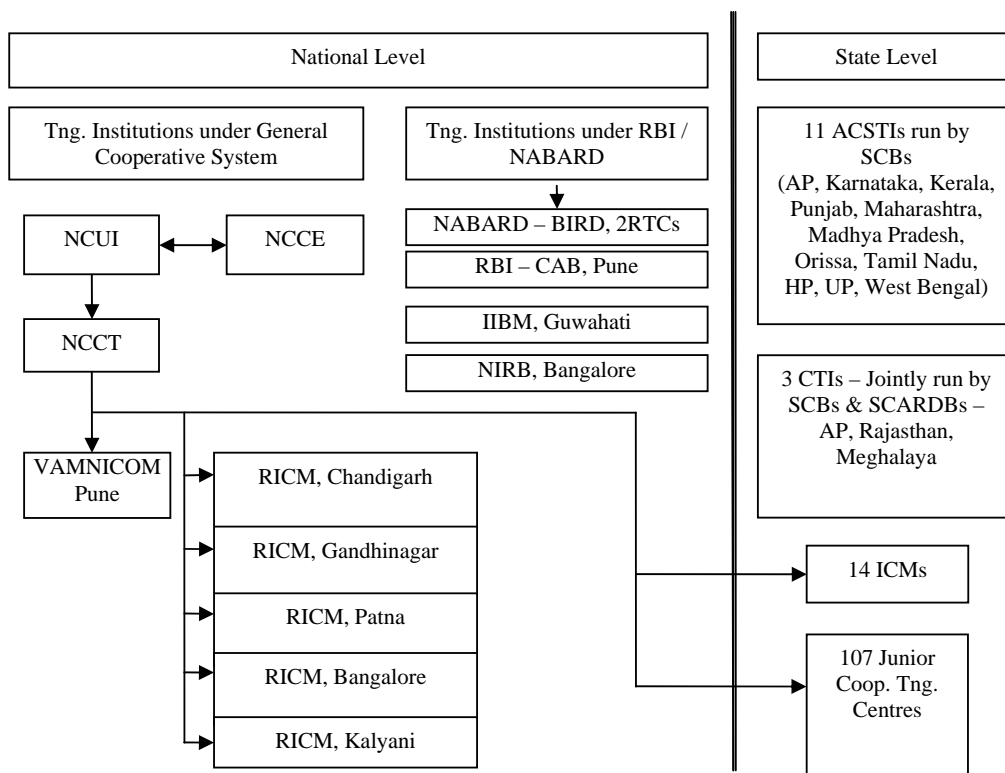 National Level
State Level
Tng. Institutions under General
Cooperative System
Tng. Institutions under RBI /
NABARD
11 ACSTIs run by
SCBs
(AP, Karnataka, Kerala,
Punjab, Maharashtra,
Madhya Pradesh,
Orissa, Tamil Nadu,
HP, UP, West Bengal)
NCUI
NCCE
NABARD – BIRD, 2RTCs
RBI – CAB, Pune
IIBM, Guwahati
NIRB, Bangalore
NCCT
3 CTIs – Jointly run by
SCBs & SCARDBs –
AP, Rajasthan,
Meghalaya
VAMNICOM
Pune
RICM, Chandigarh
RICM, Gandhinagar
RICM, Patna
RICM, Bangalore
RICM, Kalyani
14 ICMs
107 Junior
Coop. Tng.
Centres